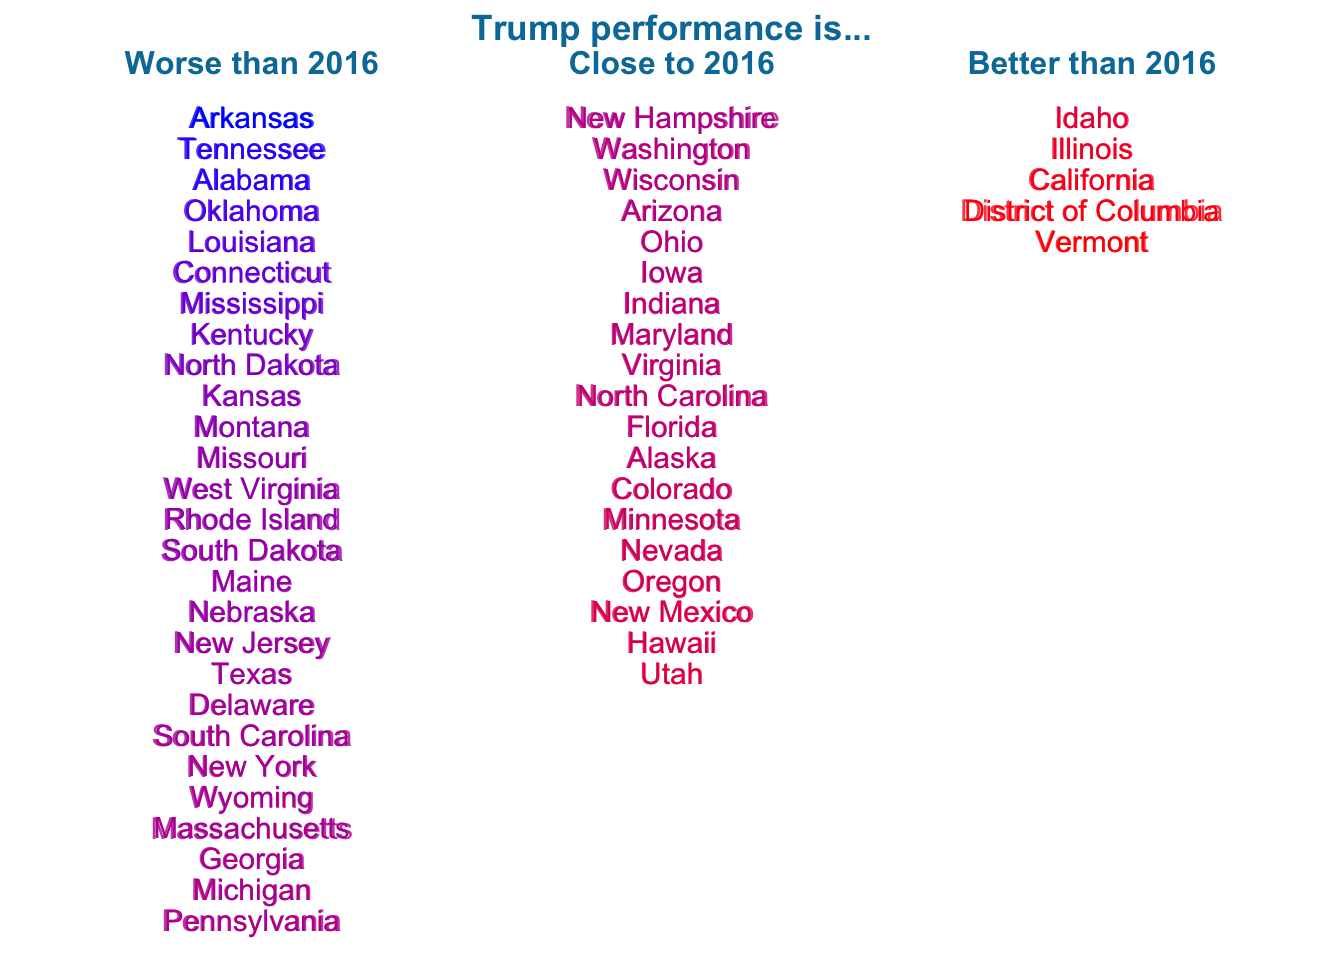 Trump performance is...
Worse than 2016
Arkansas
Tennessee
Alabama
Oklahoma
Louisiana
Connecticut
Mississippi
Kentucky
North Dakota
Kansas
Montana
Missouri
West Virginia
Rhode Island
South Dakota
Maine
Nebraska
New Jersey
Texas
Delaware
South Carolina
New York
Wyoming
Massachusetts
Georgia
Michigan
Pennsylvania
Close to 2016
New Hampshire
Washington
Wisconsin
Arizona
Ohio
Iowa
Indiana
Maryland
Virginia
North Carolina
Florida
Alaska
Colorado
Minnesota
Nevada
Oregon
New Mexico
Hawaii
Utah
Better than 2016
Idaho
Illinois
California
District of Columbia
Vermont